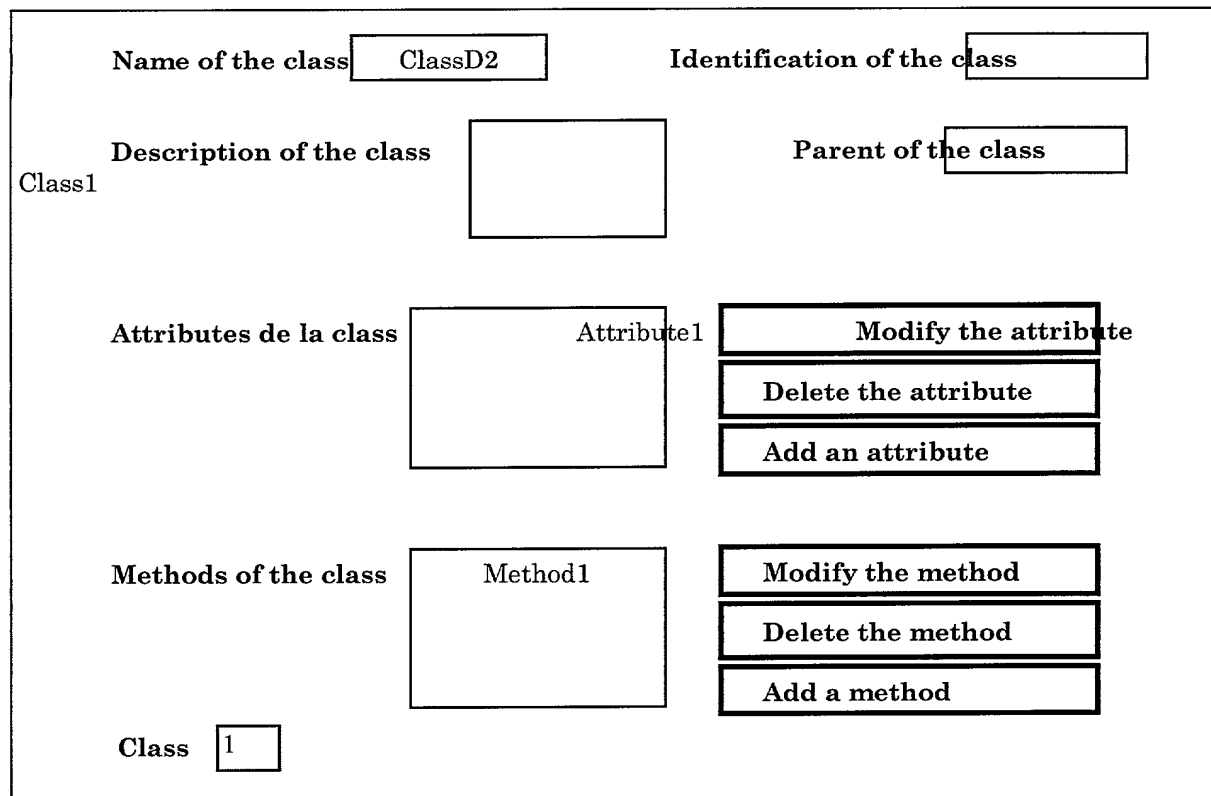 Name of the class ClassD2 Identification of the class
Description of the class Parent of the class
Class1
Attributes de la class Attribute1 Modify the attribute
Delete the attribute
Add an attribute
Methods of the class Method1 Modify the method
Delete the method
Add a method
Class 1